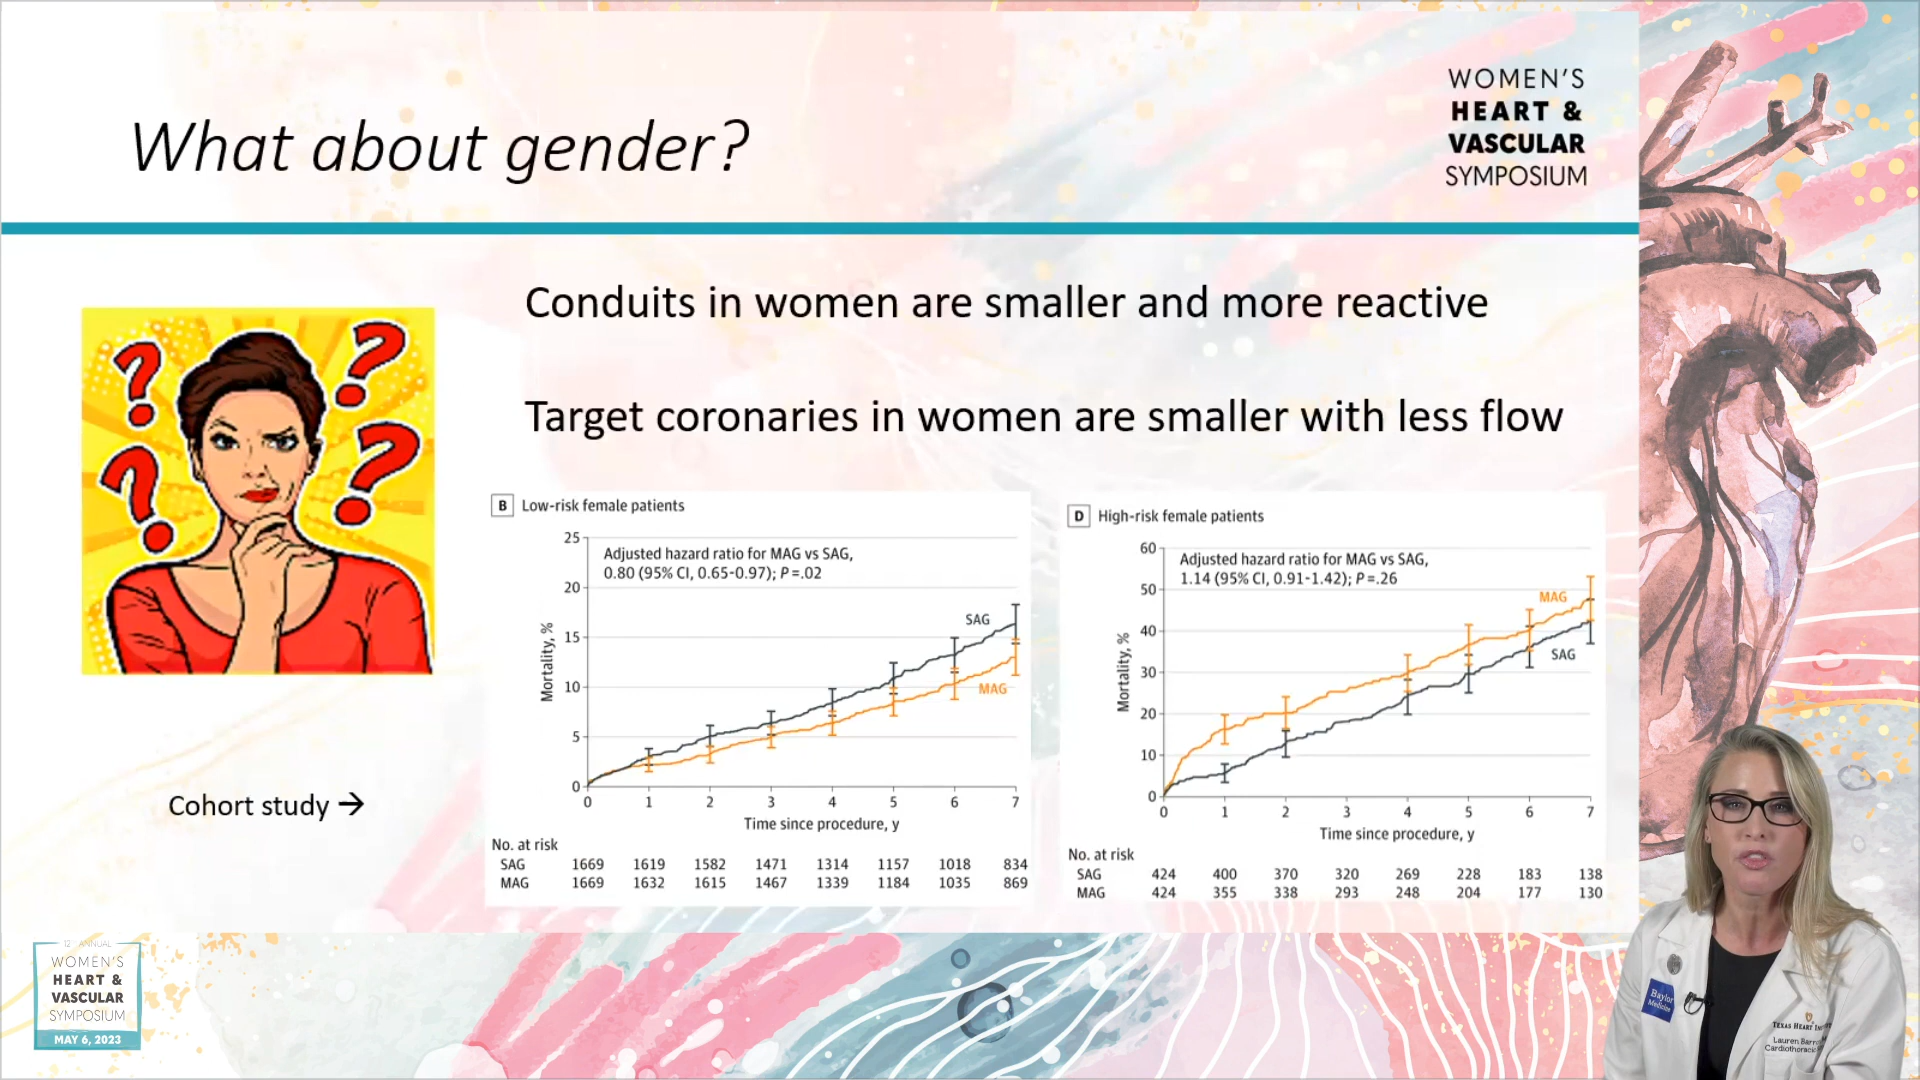 What about gender?
WOMEN'S
HEART &
VASCULAR
SYMPOSIUM
Conduits in women are smaller and more reactive
Target coronaries in women are smaller with less flow
? ? ? ?
Cohort study →
B Low-risk female patients
Adjusted hazard ratio for MAG vs SAG,
0.80 (95% CI, 0.65-0.97); P=.02
25
20
15
10
5
0
Mortality, %
SAG
MAG
0 1 2 3 4 5 6 7
Time since procedure, y
No. at risk
SAG 1669 1619 1582 1471 1314 1157 1018 834
MAG 1669 1632 1615 1467 1339 1184 1035 869
D High-risk female patients
Adjusted hazard ratio for MAG vs SAG,
1.14 (95% CI, 0.91-1.42); P=.26
60
50
40
30
20
10
0
Mortality, %
MAG
SAG
0 1 2 3 4 5 6 7
Time since procedure, y
No. at risk
SAG 424 400 370 320 269 228 183 138
MAG 424 355 338 293 248 204 177 130
12 ANNUAL
WOMEN'S
HEART &
VASCULAR
SYMPOSIUM
MAY 6, 2023
Baylor
Medicine
TEXAS HEART
Lauren